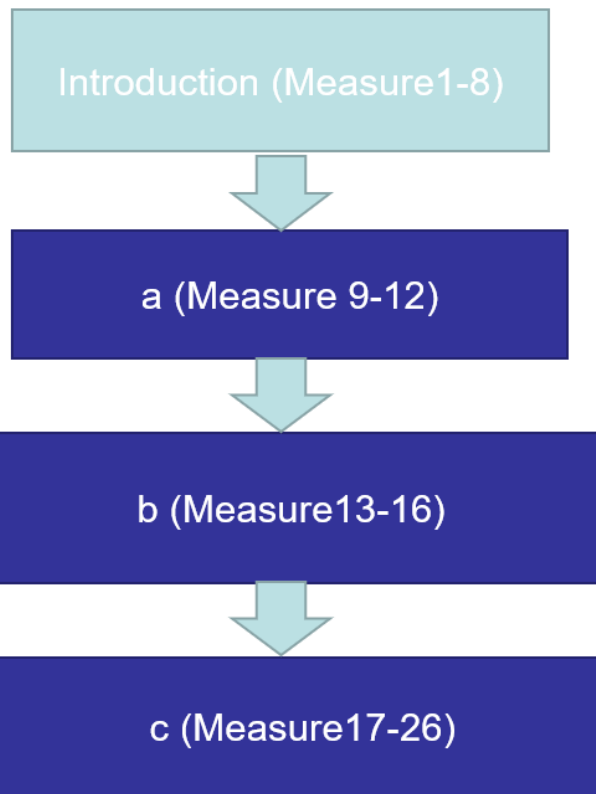 Introduction (Measure1-8)
a (Measure 9-12)
b (Measure13-16)
c (Measure17-26)